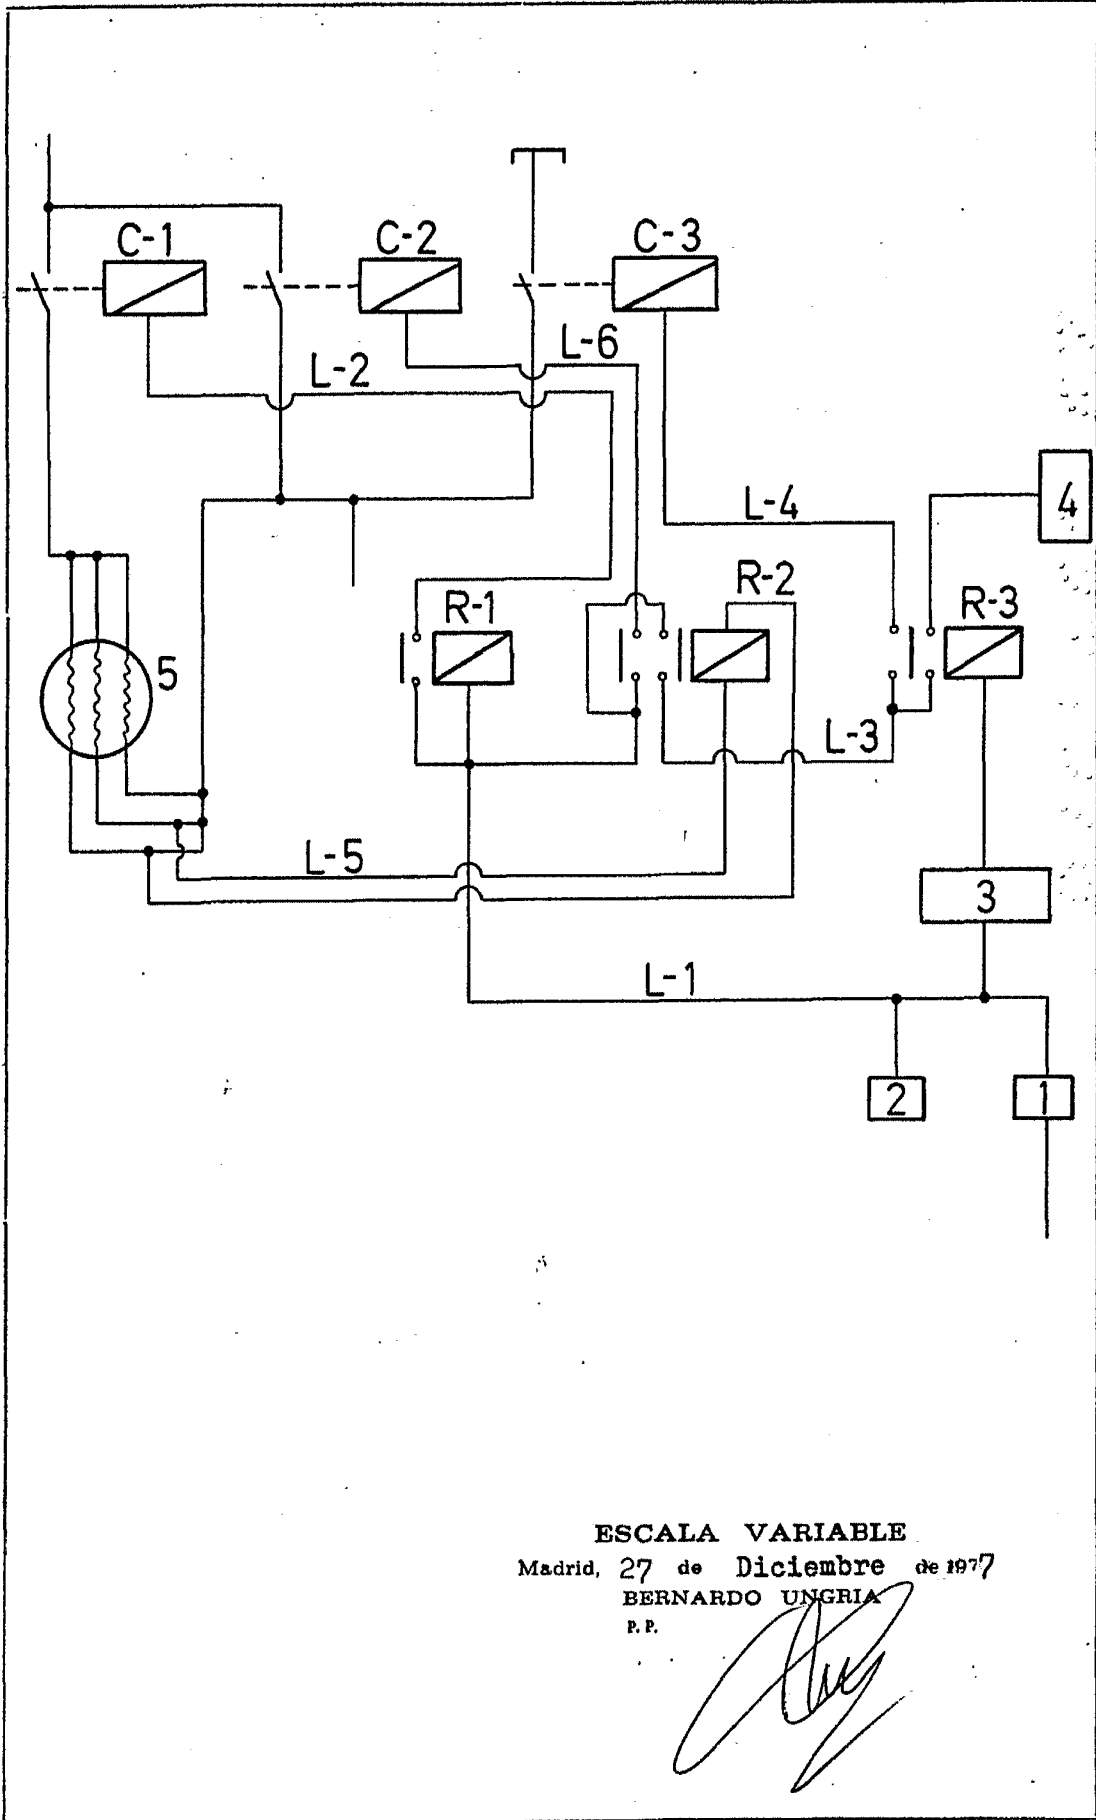 C-1
C-2
C-3
L-6
L-2
L-4
4
R-1
R-2
R-3
5
L-3
L-5
3
L-1
2
1
ESCALA VARIABLE
Madrid, 27 de Diciembre de 1977
BERNARDO UNGRIA
P. P.